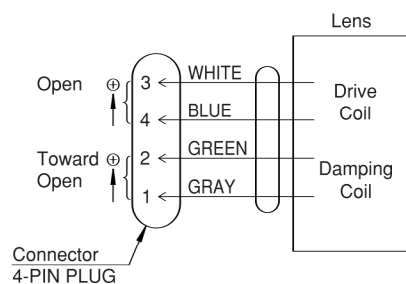 Lens
Open ⊕ 3 WHITE
Drive
Coil
4 BLUE
Toward ⊕ 2 GREEN
Open
Damping
Coil
1 GRAY
Connector
4-PIN PLUG